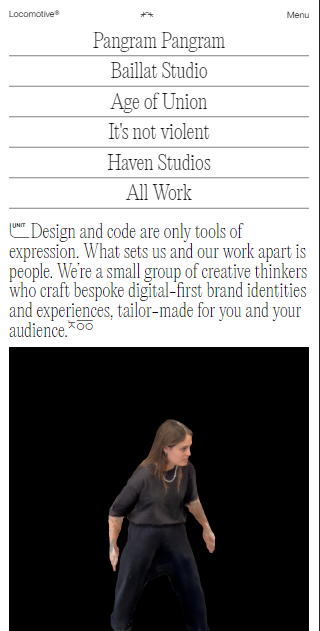 Locomotive®
Menu
Pangram Pangram
Baillat Studio
Age of Union
It's not violent
Haven Studios
All Work
UNIT Design and code are only tools of
expression. What sets us and our work apart is
people. We're a small group of creative thinkers
who craft bespoke digital-first brand identities
and experiences, tailor-made for you and your
audience.